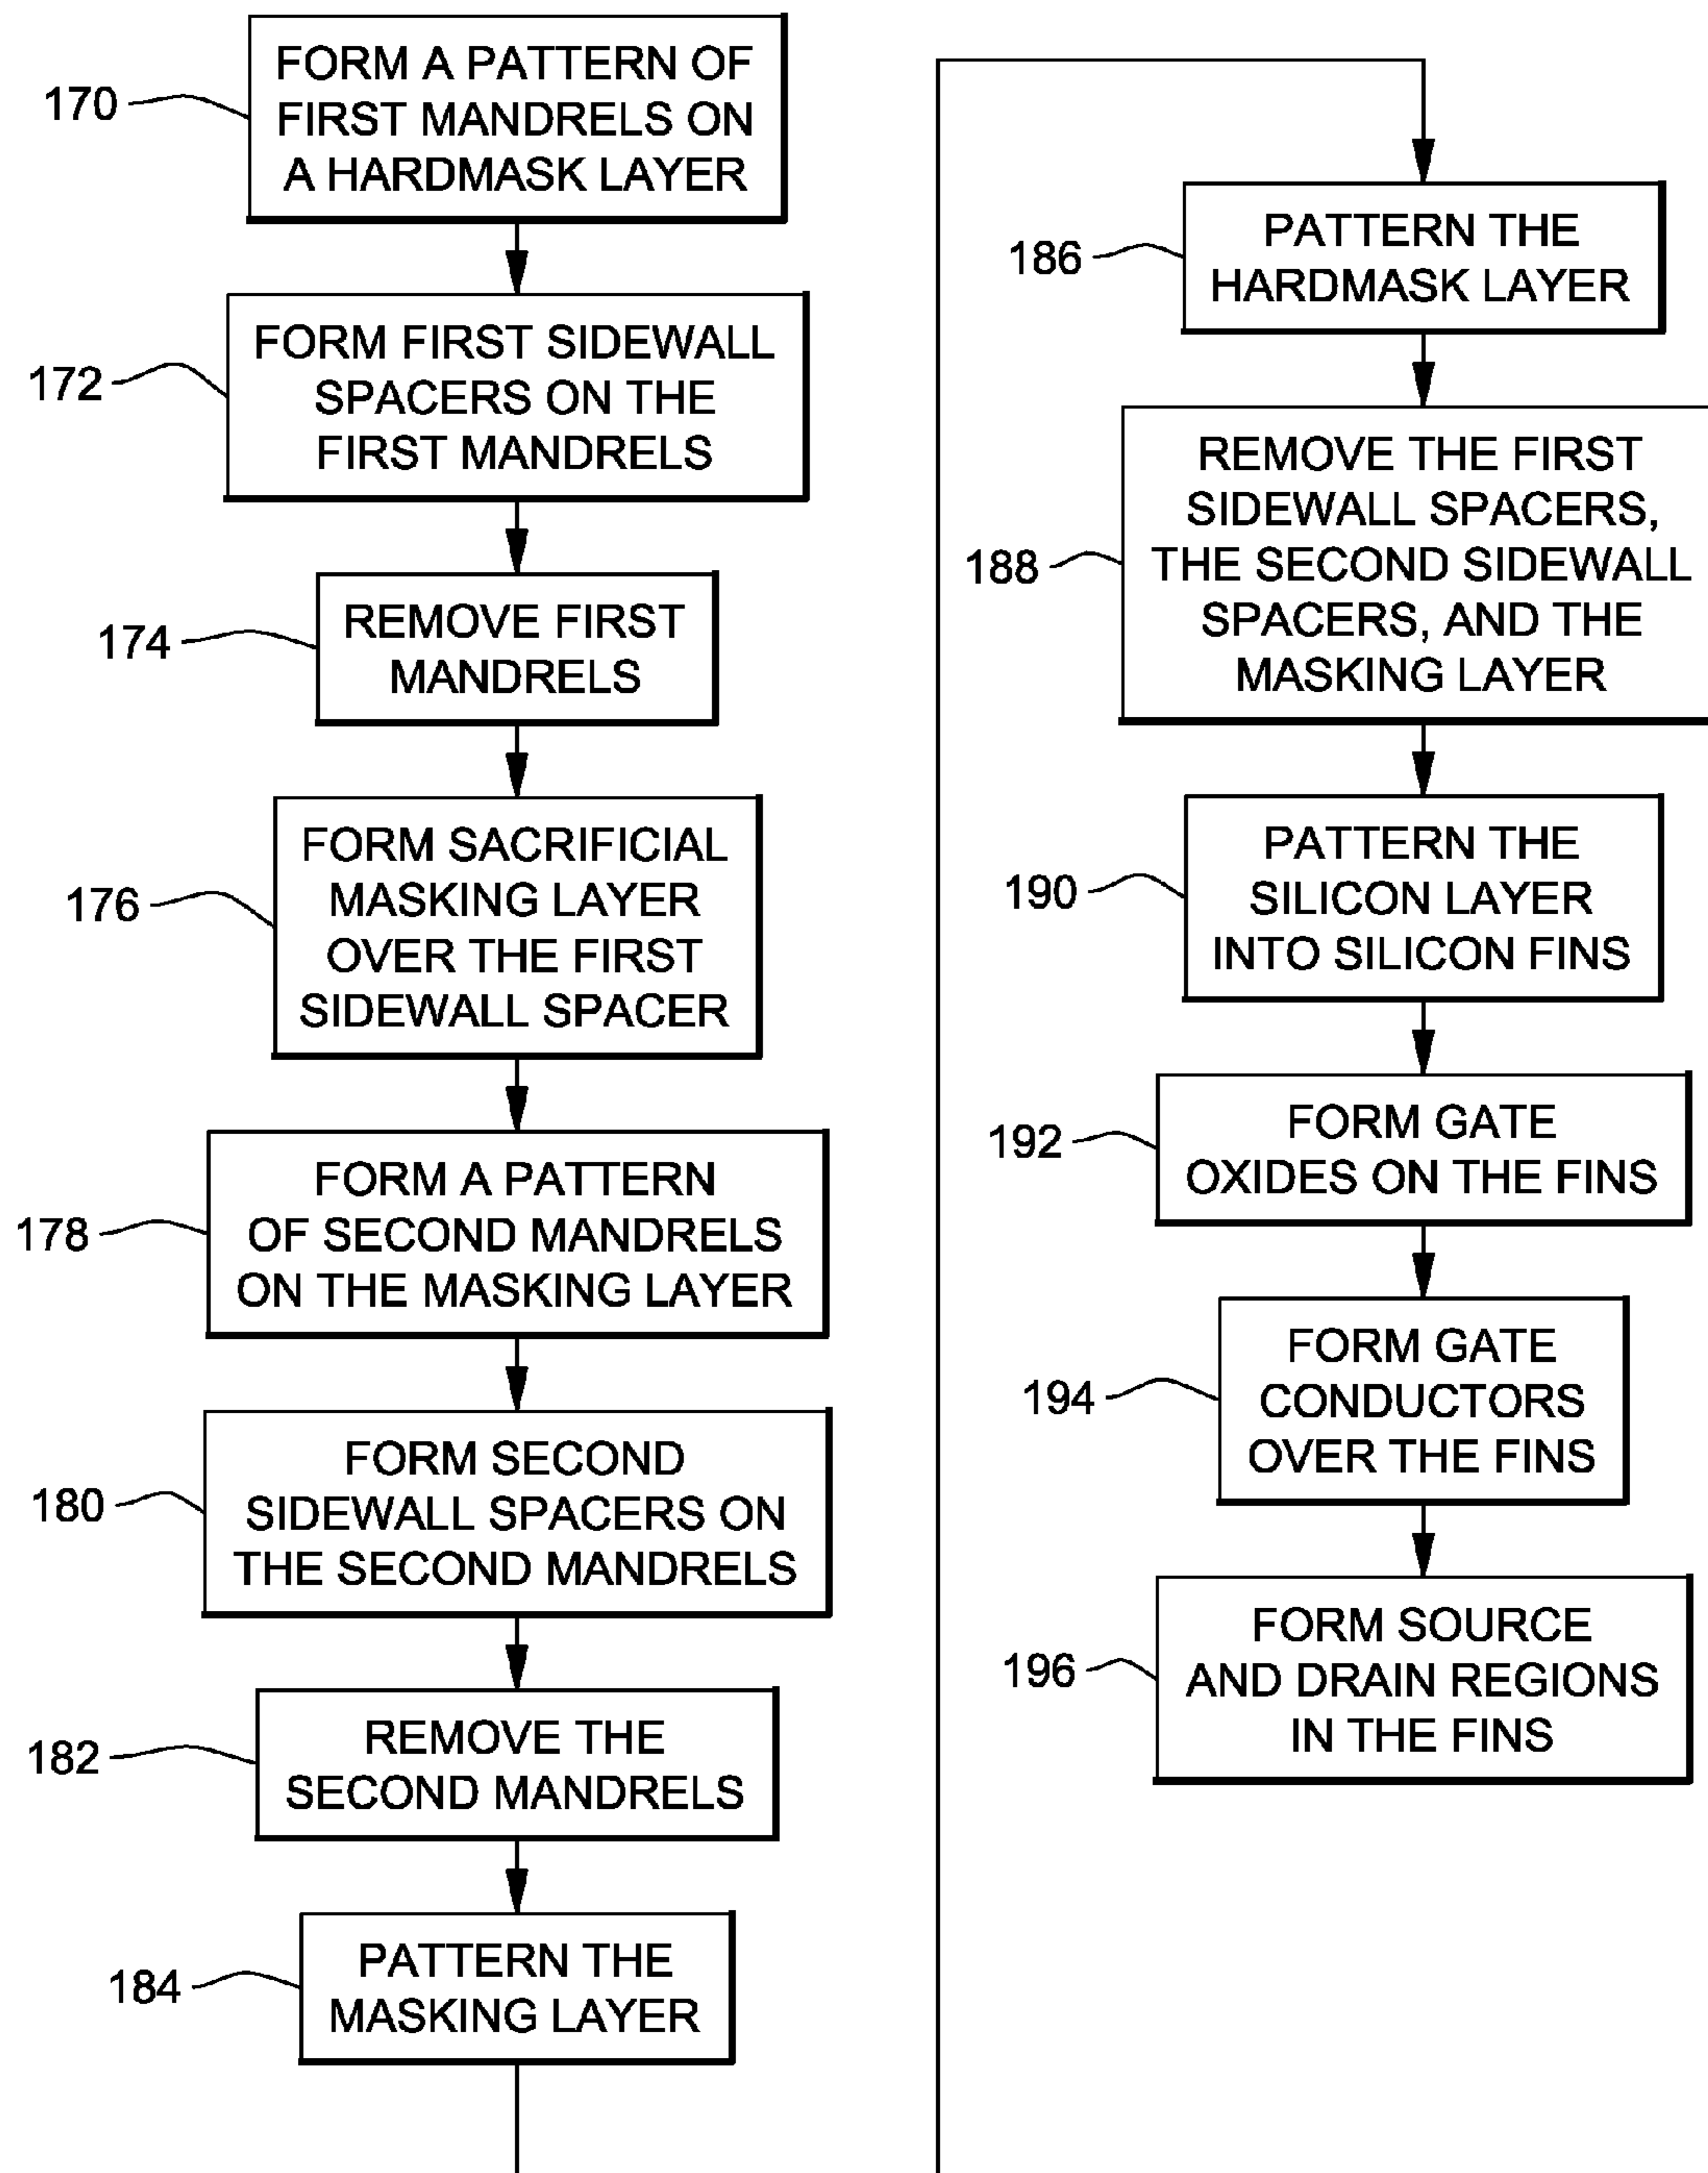 170
FORM A PATTERN OF
FIRST MANDRELS ON
A HARDMASK LAYER
172
FORM FIRST SIDEWALL
SPACERS ON THE
FIRST MANDRELS
174
REMOVE FIRST
MANDRELS
176
FORM SACRIFICIAL
MASKING LAYER
OVER THE FIRST
SIDEWALL SPACER
178
FORM A PATTERN
OF SECOND MANDRELS
ON THE MASKING LAYER
180
FORM SECOND
SIDEWALL SPACERS ON
THE SECOND MANDRELS
182
REMOVE THE
SECOND MANDRELS
184
PATTERN THE
MASKING LAYER
186
PATTERN THE
HARDMASK LAYER
188
REMOVE THE FIRST
SIDEWALL SPACERS,
THE SECOND SIDEWALL
SPACERS, AND THE
MASKING LAYER
190
PATTERN THE
SILICON LAYER
INTO SILICON FINS
192
FORM GATE
OXIDES ON THE FINS
194
FORM GATE
CONDUCTORS
OVER THE FINS
196
FORM SOURCE
AND DRAIN REGIONS
IN THE FINS